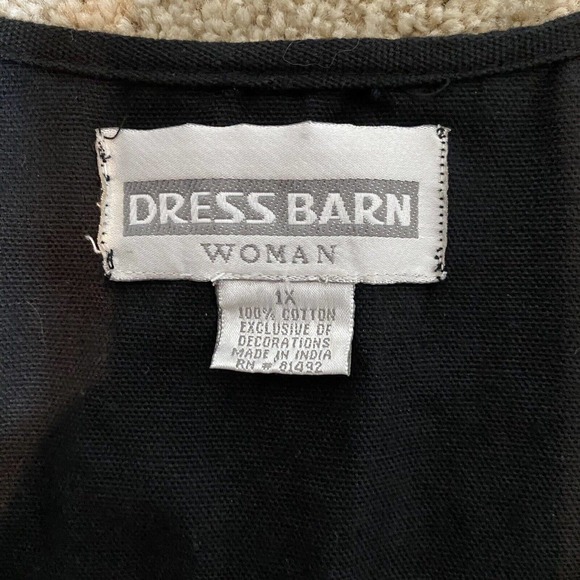 DRESS BARN
WOMAN
1X
100% COTTON
EXCLUSIVE OF
DECORATIONS
MADE IN INDIA
RN # 81492